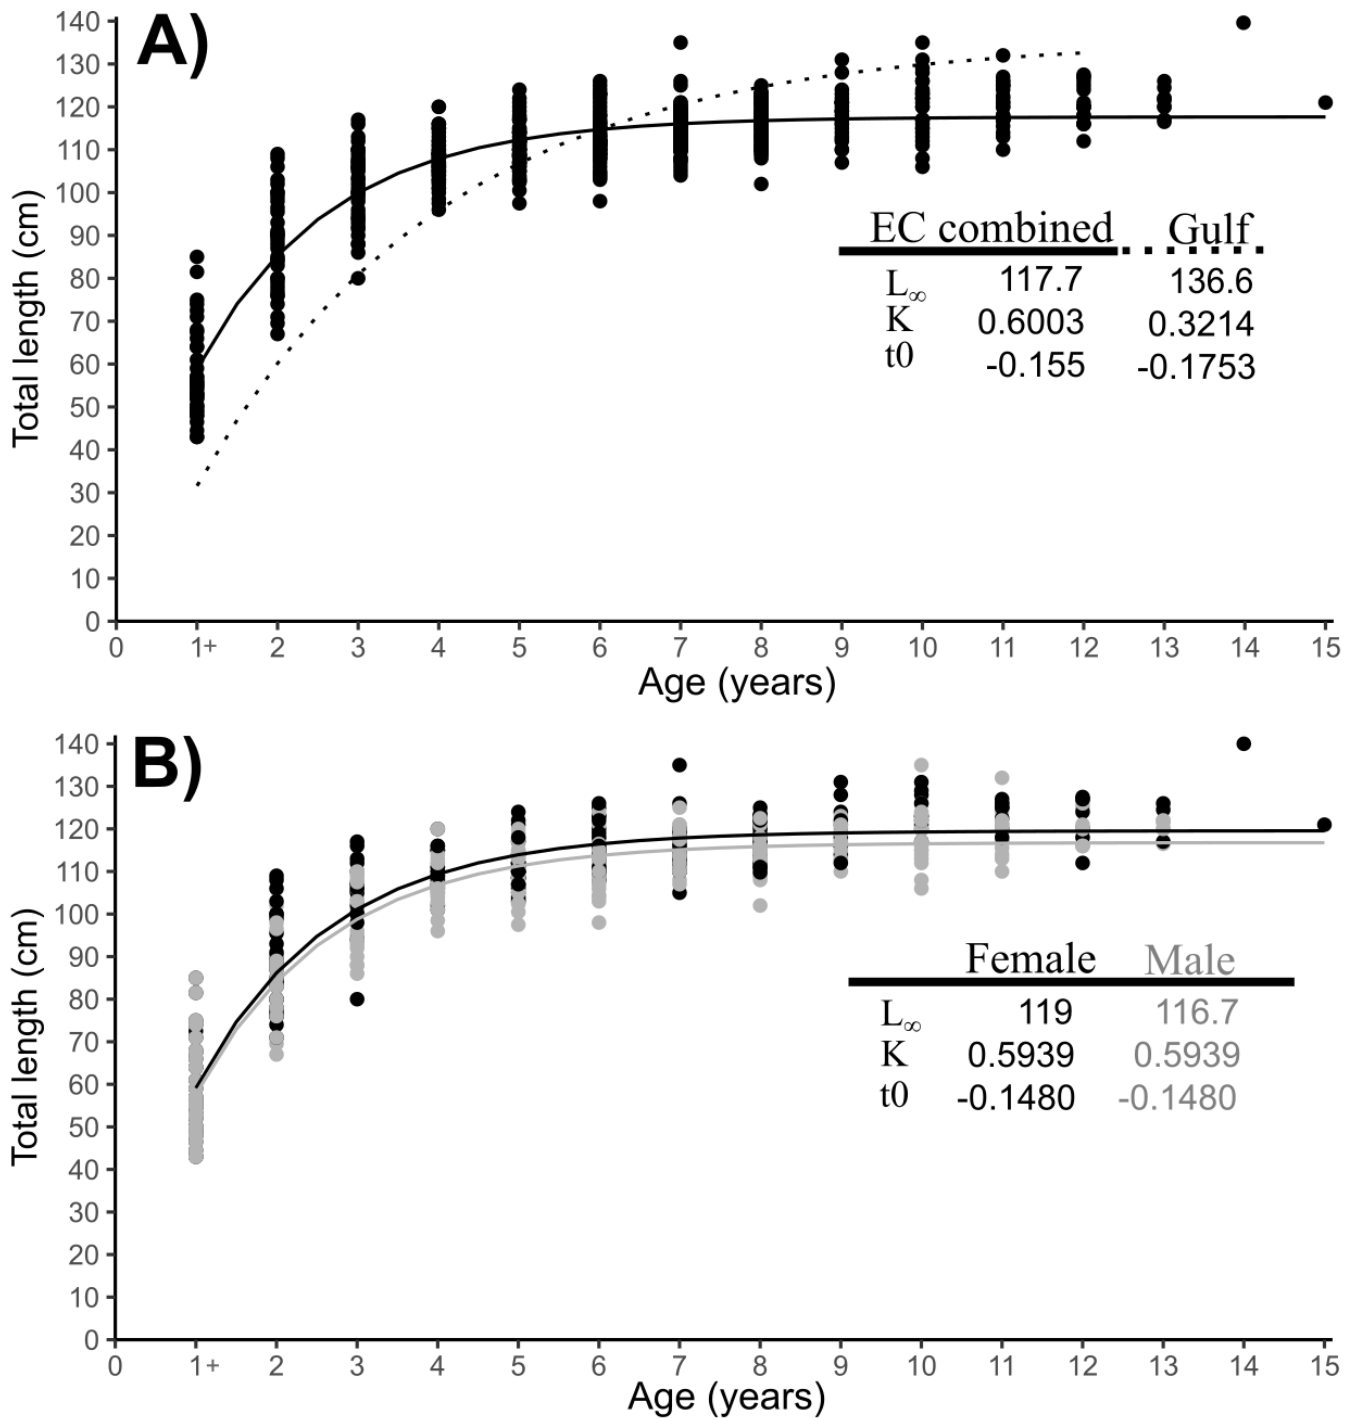 A)
140
130
120
110
100
90
80
70
60
50
40
30
20
10
0
Total length (cm)
EC combined Gulf
L∞ 117.7 136.6
K 0.6003 0.3214
t0 -0.155 -0.1753
0 1+ 2 3 4 5 6 7 8 9 10 11 12 13 14 15
Age (years)
B)
140
130
120
110
100
90
80
70
60
50
40
30
20
10
0
Total length (cm)
Female Male
L∞ 119 116.7
K 0.5939 0.5939
t0 -0.1480 -0.1480
0 1+ 2 3 4 5 6 7 8 9 10 11 12 13 14 15
Age (years)